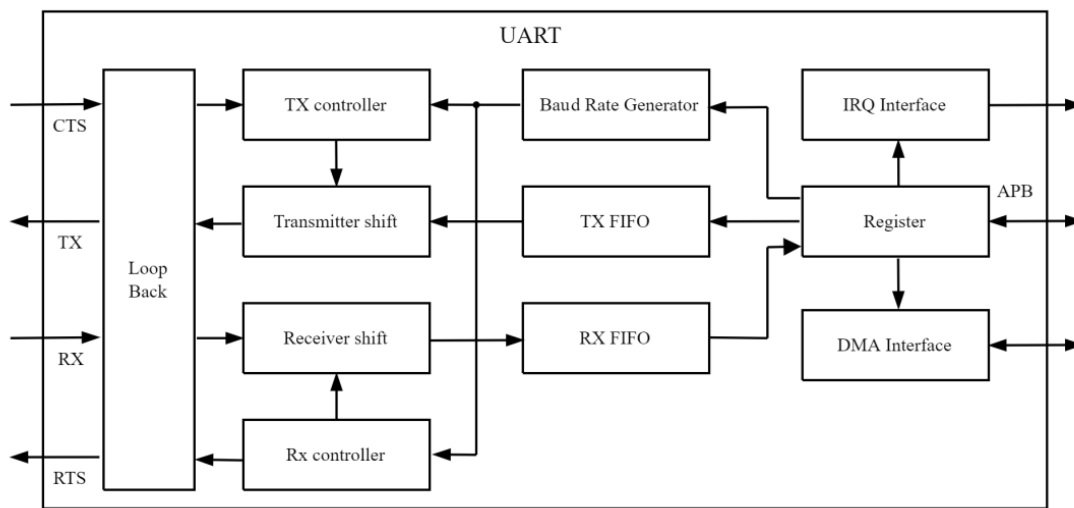 UART
TX controller
Baud Rate Generator
IRQ Interface
CTS
Transmitter shift
TX FIFO
Register
APB
TX
Loop
Back
Receiver shift
RX FIFO
DMA Interface
RX
Rx controller
RTS